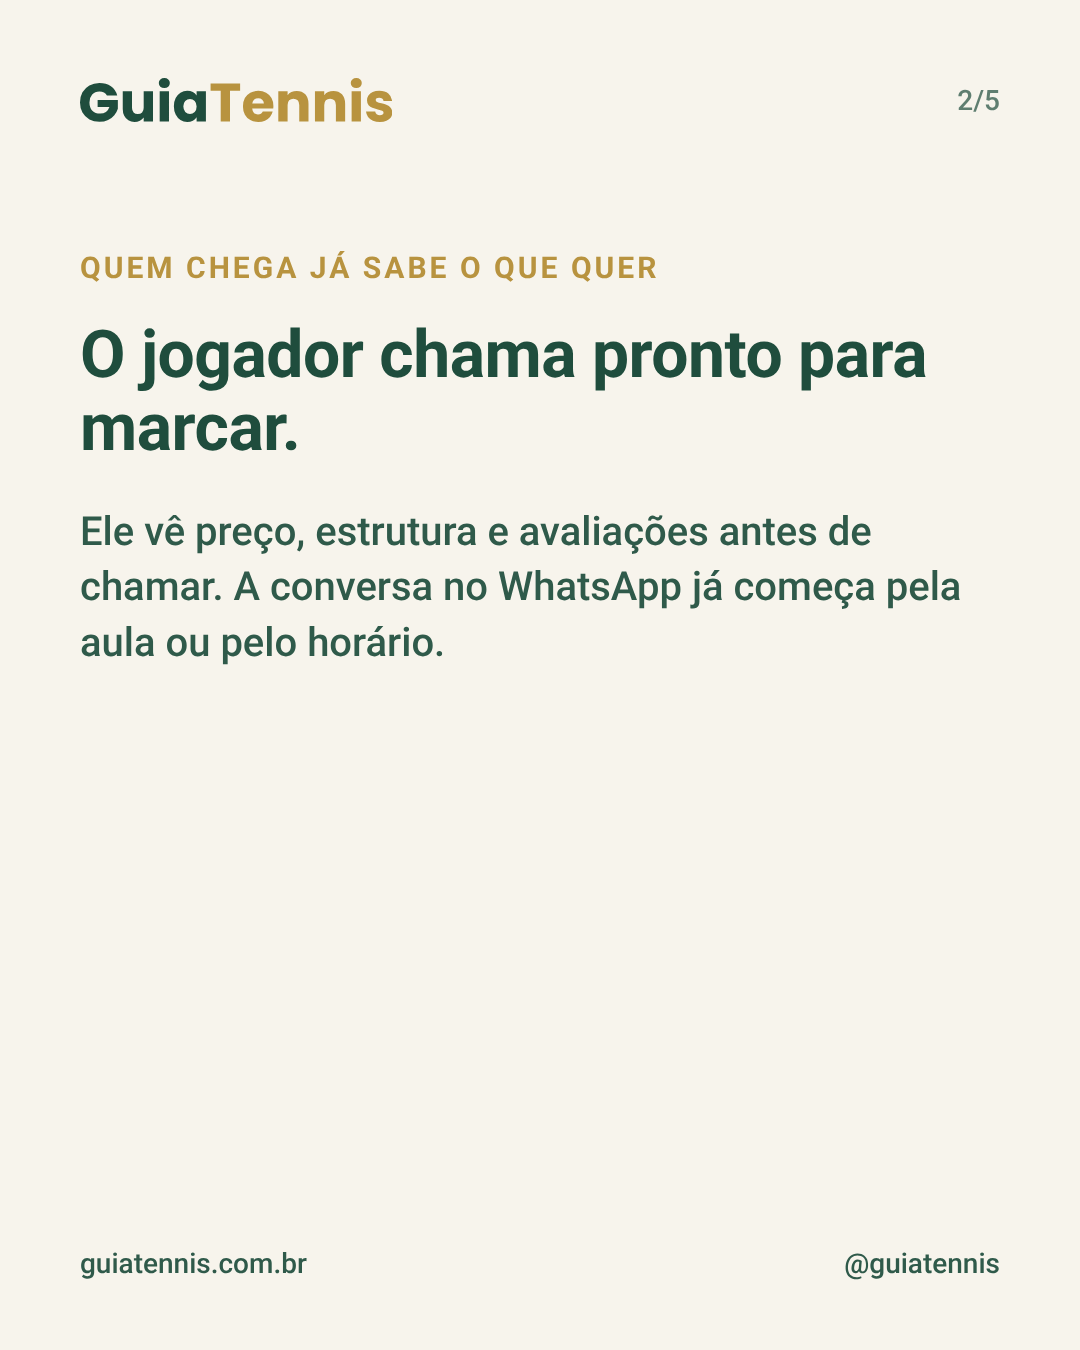 GuiaTennis
2/5
QUEM CHEGA JÁ SABE O QUE QUER
O jogador chama pronto para
marcar.
Ele vê preço, estrutura e avaliações antes de
chamar. A conversa no WhatsApp já começa pela
aula ou pelo horário.
guiatennis.com.br
@guiatennis